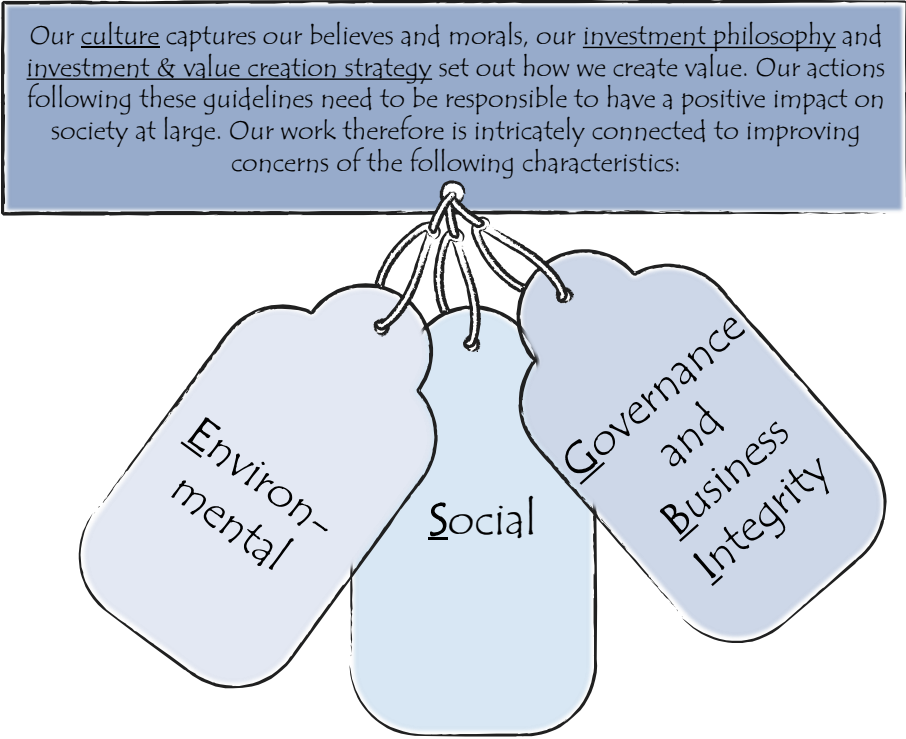 Our culture captures our believes and morals, our investment philosophy and
investment & value creation strategy set out how we create value. Our actions
following these guidelines need to be responsible to have a positive impact on
society at large. Our work therefore is intricately connected to improving
concerns of the following characteristics:
Environ-
mental
Social
Governance
and
Business
Integrity